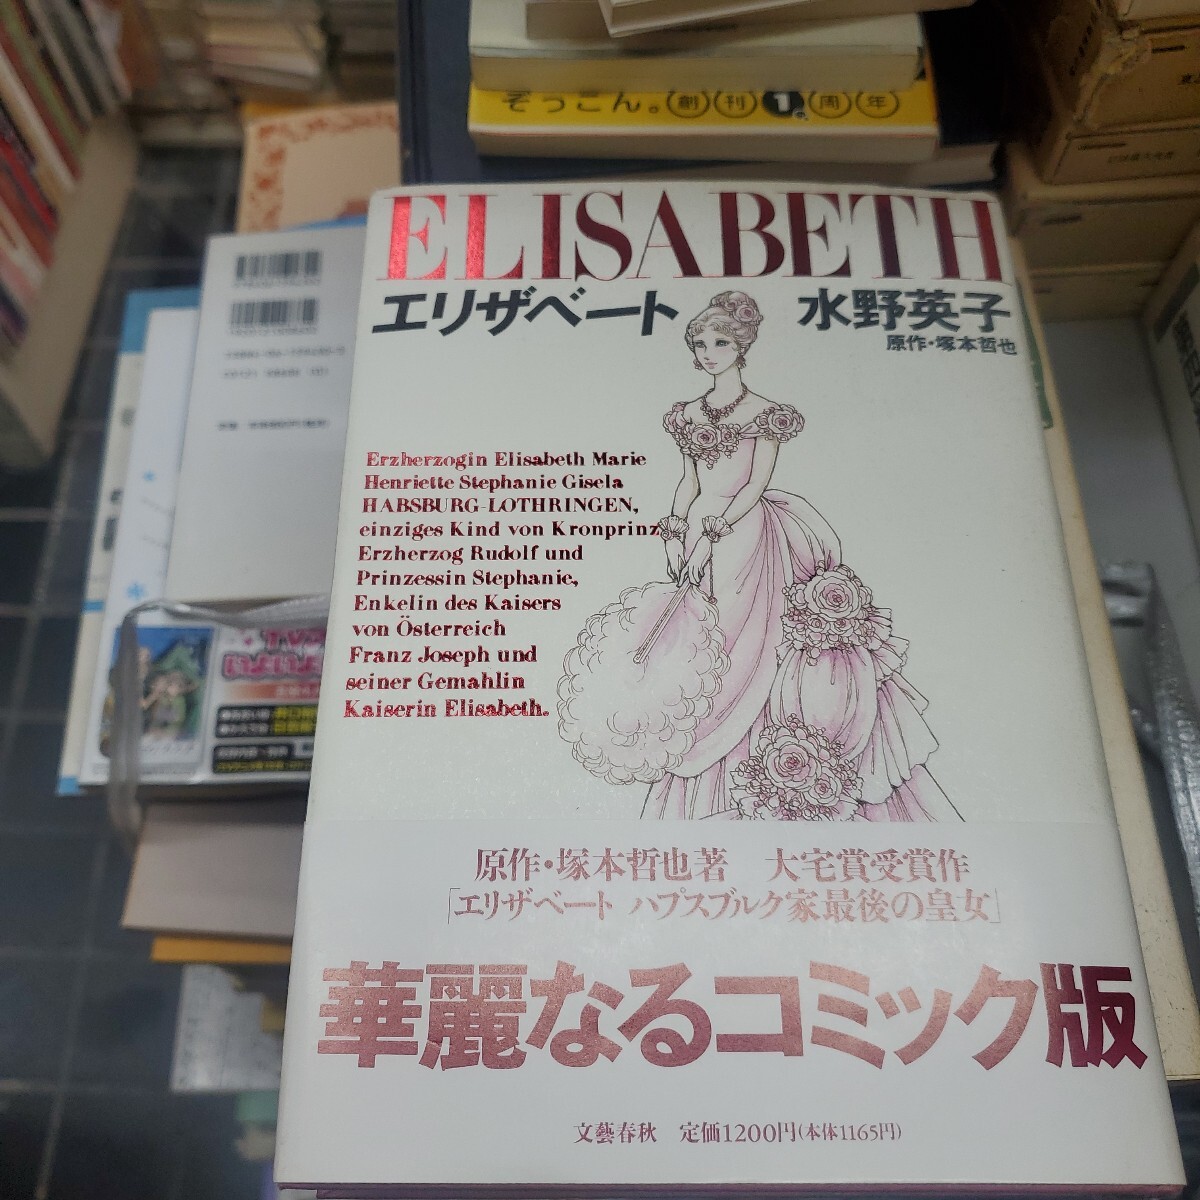 ぞっこん。創刊1周年
ELISABETH
エリザベート
水野英子
原作・塚本哲也
Erzherzogin Elisabeth Marie
Henriette Stephanie Gisela
HABSBURG-LOTHRINGEN,
einziges Kind von Kronprinz
Erzherzog Rudolf und
Prinzessin Stephanie,
Enkelin des Kaisers
von Österreich
Franz Joseph und
seiner Gemahlin
Kaiserin Elisabeth.
いよいよ
原作・塚本哲也著 大宅賞受賞作
「エリザベート ハプスブルク家最後の皇女」
華麗なるコミック版
文藝春秋 定価1200円(本体1165円)